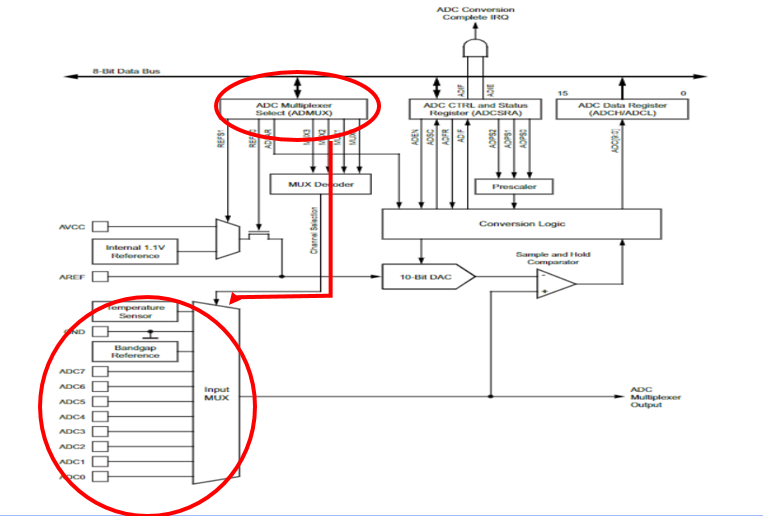 ADC Conversion
Complete IRQ
8-Bit Data Bus
ADIF
ADIE
15
0
ADC Multiplexer
Select (ADMUX)
ADC CTRL and Status
Register (ADCSRA)
ADC Data Register
(ADCH/ADCL)
REFS1
MUX3
MUX2
ADEN
ADSC
ADFR
ADIF
ADPS2
ADPS1
ADPS0
ADC[9:0]
MUX Decoder
Prescaler
Channel Selection
Conversion Logic
AVCC
Internal 1.1V
Reference
AREF
Sample and Hold
Comparator
10-Bit DAC
-
+
Temperature
Sensor
GND
Bandgap
Reference
ADC7
ADC6
ADC5
ADC4
ADC3
ADC2
ADC1
ADC0
Input
MUX
ADC
Multiplexer
Output